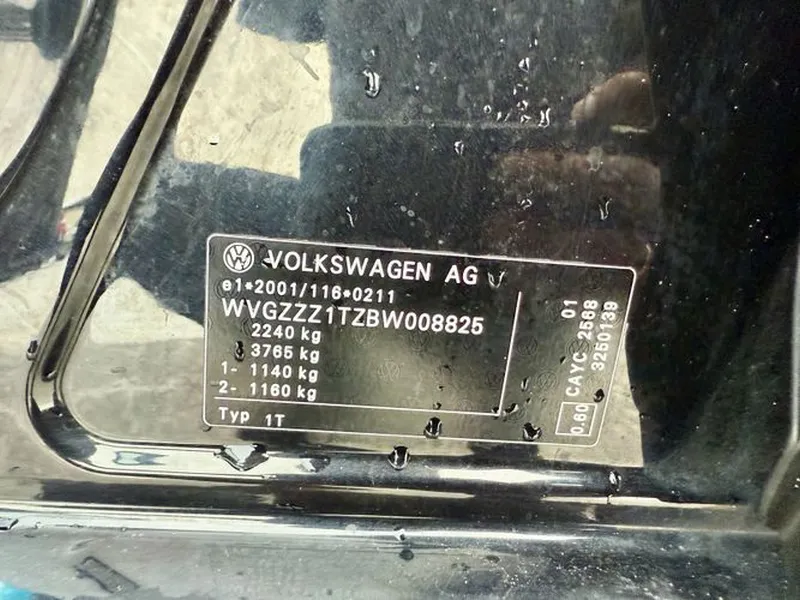 VOLKSWAGEN AG
e1*2001/116*0211
WVGZZZ1TZBW008825
2240 kg
3765 kg
1- 1140 kg
2- 1160 kg
Typ 1T
01
CAYC 2568
3250139
0.60